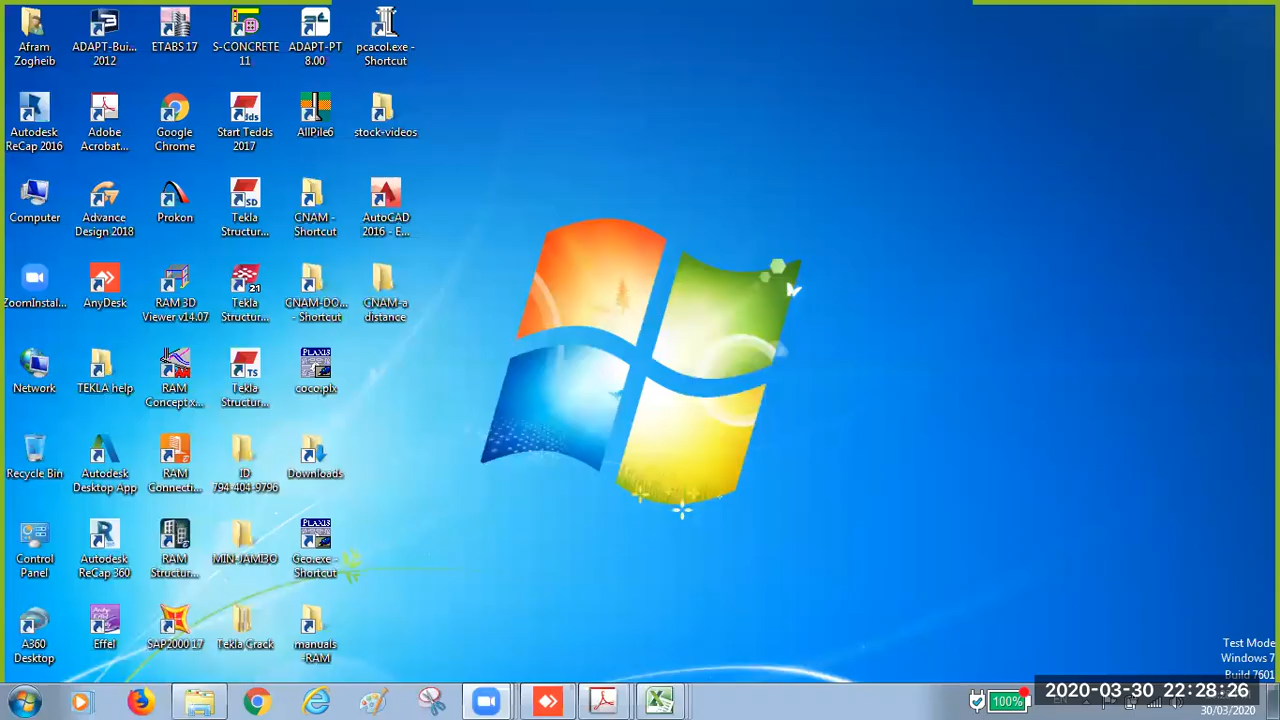 Afram
Zogheib
ADAPT-Bui...
2012
ETABS 17
S-CONCRETE
11
ADAPT-PT
8.00
pcacol.exe -
Shortcut
Autodesk
ReCap 2016
Adobe
Acrobat...
Google
Chrome
Start Tedds
2017
AllPile6
stock-videos
Computer
Advance
Design 2018
Prokon
Tekla
Structur...
CNAM -
Shortcut
AutoCAD
2016 - E...
ZoomInstal...
AnyDesk
RAM 3D
Viewer v14.07
Tekla
Structur...
CNAM-DO...
- Shortcut
CNAM-a
distance
Network
TEKLA help
RAM
Concept x...
Tekla
Structur...
coco.plx
Recycle Bin
Autodesk
Desktop App
RAM
Connecti...
ID
794-404-9796
Downloads
Control
Panel
Autodesk
ReCap 360
RAM
Structur...
MIN-JAMI3O
Geo.exe -
Shortcut
A360
Desktop
Effel
SAP2000 17
Tekla Crack
manuals
-RAM
Test Mode
Windows 7
Build 7601
100%
2020-03-30 22:28:26
30/03/2020